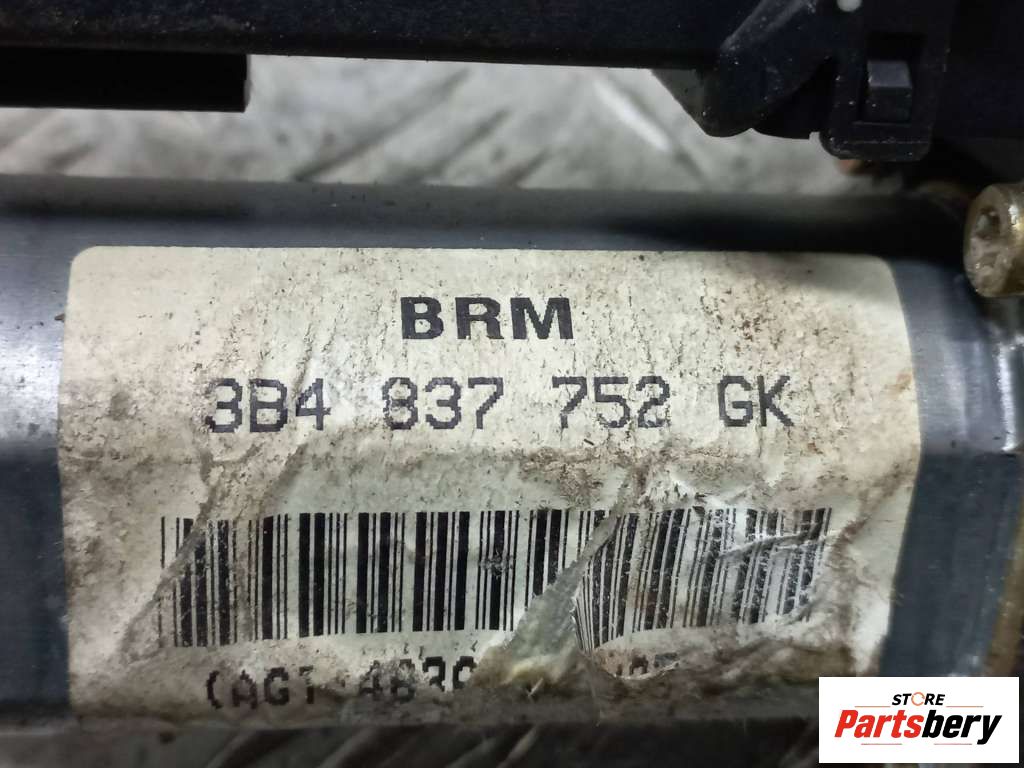 BRM
3B4 837 752 GK
STORE
Partsbery